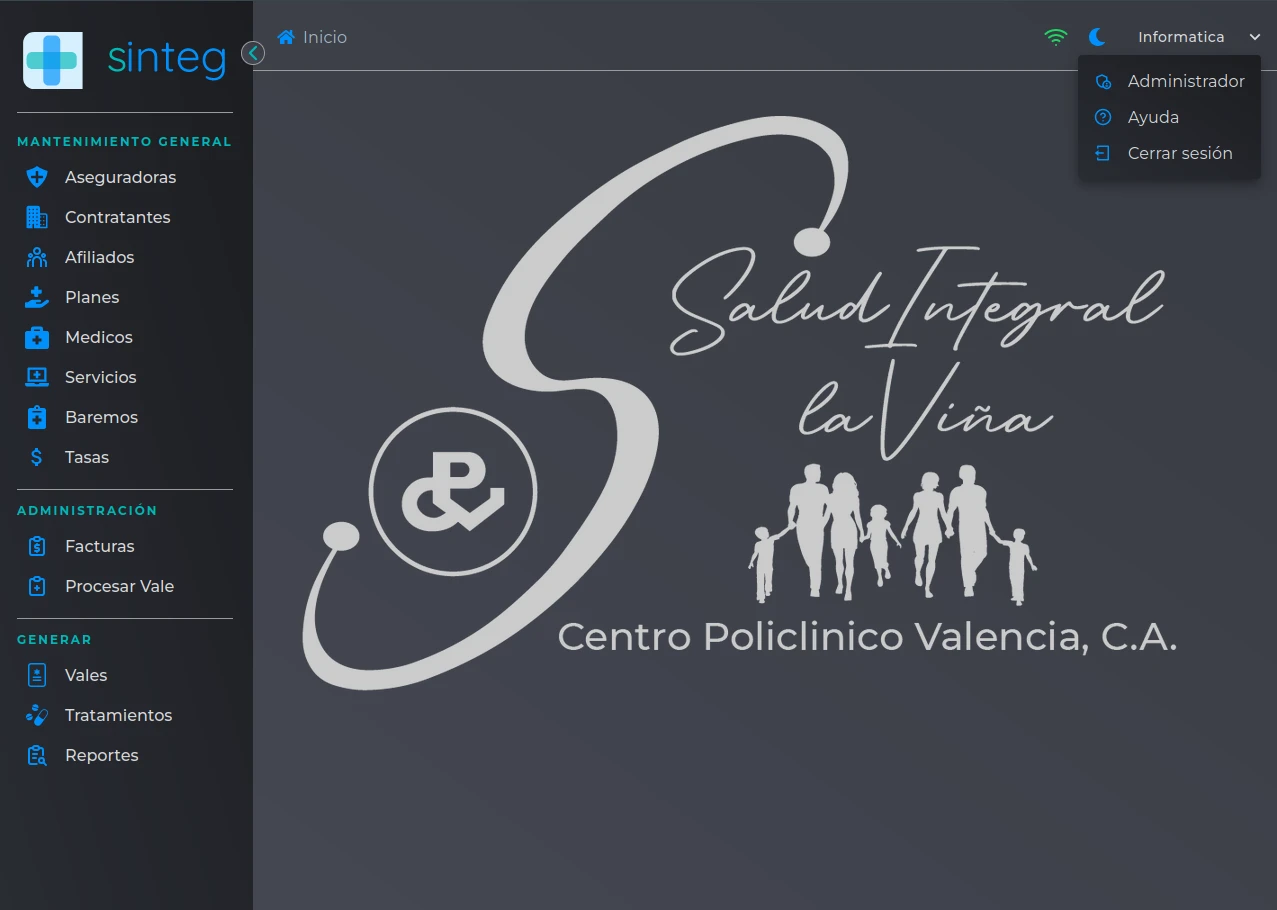 sinteg
MANTENIMIENTO GENERAL
Aseguradoras
Contratantes
Afiliados
Planes
Medicos
Servicios
Baremos
Tasas
ADMINISTRACIÓN
Facturas
Procesar Vale
GENERAR
Vales
Tratamientos
Reportes
Inicio
Informatica
Administrador
Ayuda
Cerrar sesión
Salud Integral
la Viña
Centro Policlinico Valencia, C.A.